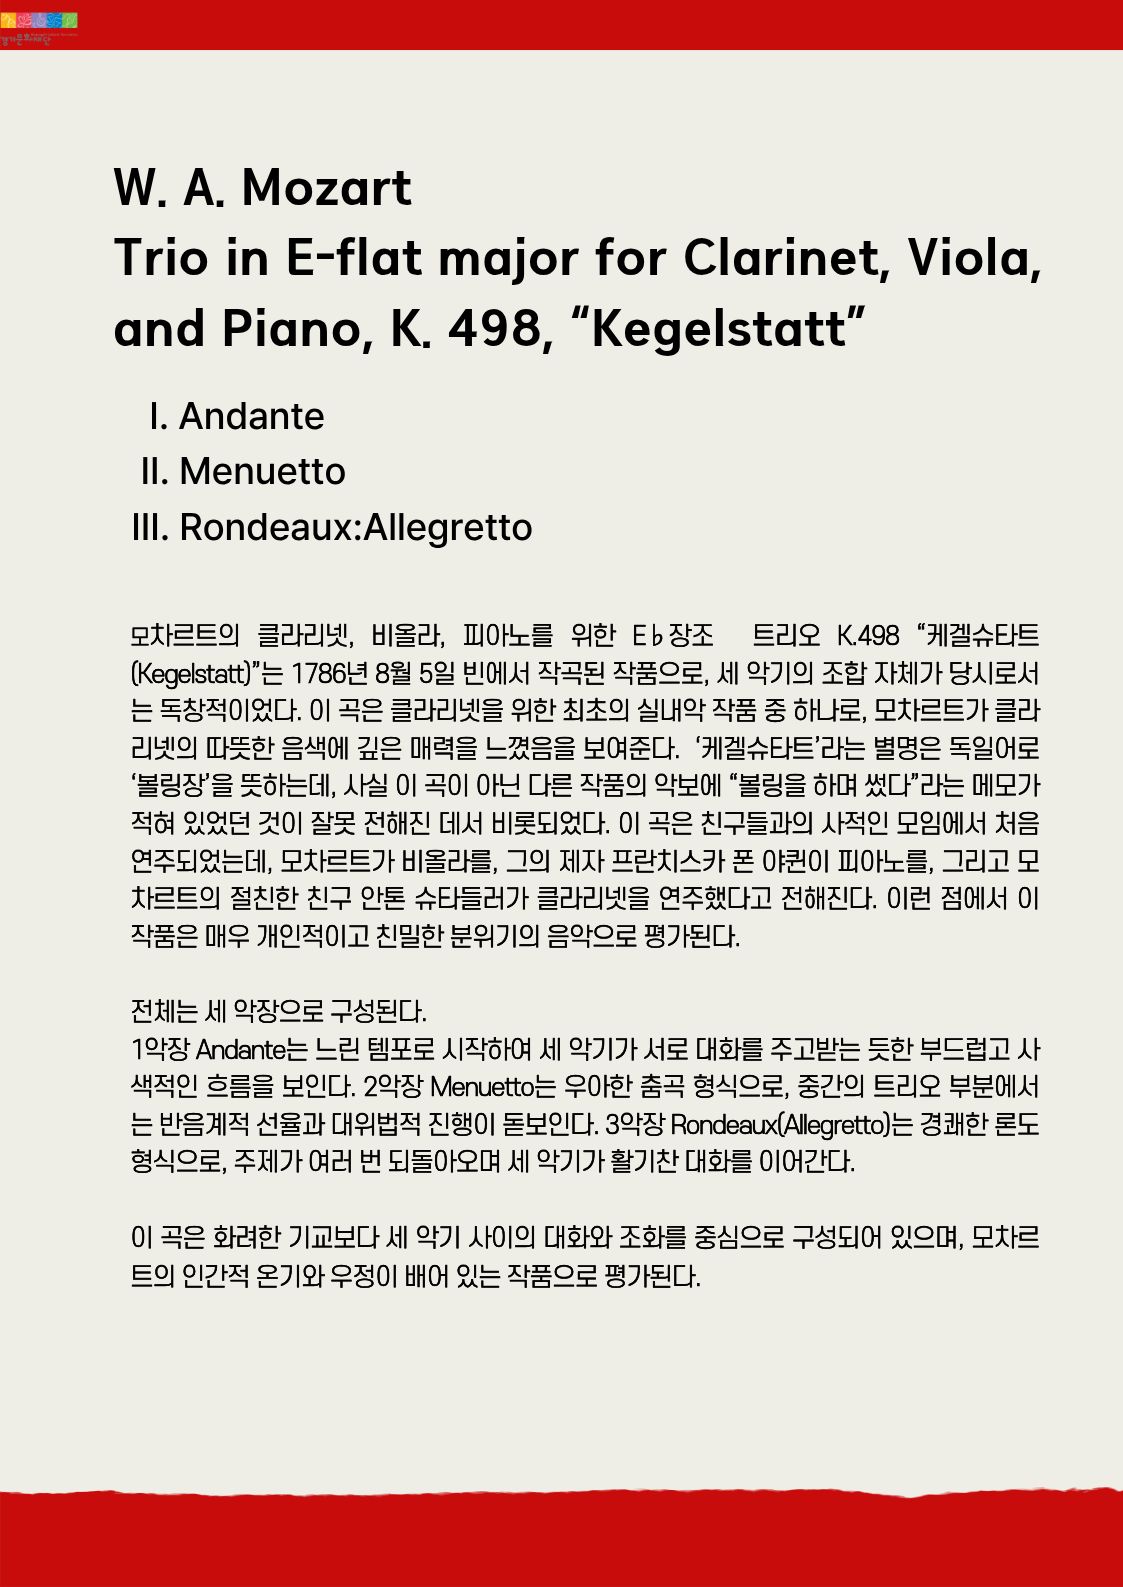 경기문화재단
W. A. Mozart
Trio in E-flat major for Clarinet, Viola,
and Piano, K. 498, “Kegelstatt”
I. Andante
II. Menuetto
III. Rondeaux:Allegretto
모차르트의 클라리넷, 비올라, 피아노를 위한 E♭장조 트리오 K.498 “케겔슈타트
(Kegelstatt)”는 1786년 8월 5일 빈에서 작곡된 작품으로, 세 악기의 조합 자체가 당시로서
는 독창적이었다. 이 곡은 클라리넷을 위한 최초의 실내악 작품 중 하나로, 모차르트가 클라
리넷의 따뜻한 음색에 깊은 매력을 느꼈음을 보여준다. ‘케겔슈타트’라는 별명은 독일어로
‘볼링장’을 뜻하는데, 사실 이 곡이 아닌 다른 작품의 악보에 “볼링을 하며 썼다”라는 메모가
적혀 있었던 것이 잘못 전해진 데서 비롯되었다. 이 곡은 친구들과의 사적인 모임에서 처음
연주되었는데, 모차르트가 비올라를, 그의 제자 프란치스카 폰 야퀸이 피아노를, 그리고 모
차르트의 절친한 친구 안톤 슈타들러가 클라리넷을 연주했다고 전해진다. 이런 점에서 이
작품은 매우 개인적이고 친밀한 분위기의 음악으로 평가된다.
전체는 세 악장으로 구성된다.
1악장 Andante는 느린 템포로 시작하여 세 악기가 서로 대화를 주고받는 듯한 부드럽고 사
색적인 흐름을 보인다. 2악장 Menuetto는 우아한 춤곡 형식으로, 중간의 트리오 부분에서
는 반음계적 선율과 대위법적 진행이 돋보인다. 3악장 Rondeaux(Allegretto)는 경쾌한 론도
형식으로, 주제가 여러 번 되돌아오며 세 악기가 활기찬 대화를 이어간다.
이 곡은 화려한 기교보다 세 악기 사이의 대화와 조화를 중심으로 구성되어 있으며, 모차르
트의 인간적 온기와 우정이 배어 있는 작품으로 평가된다.